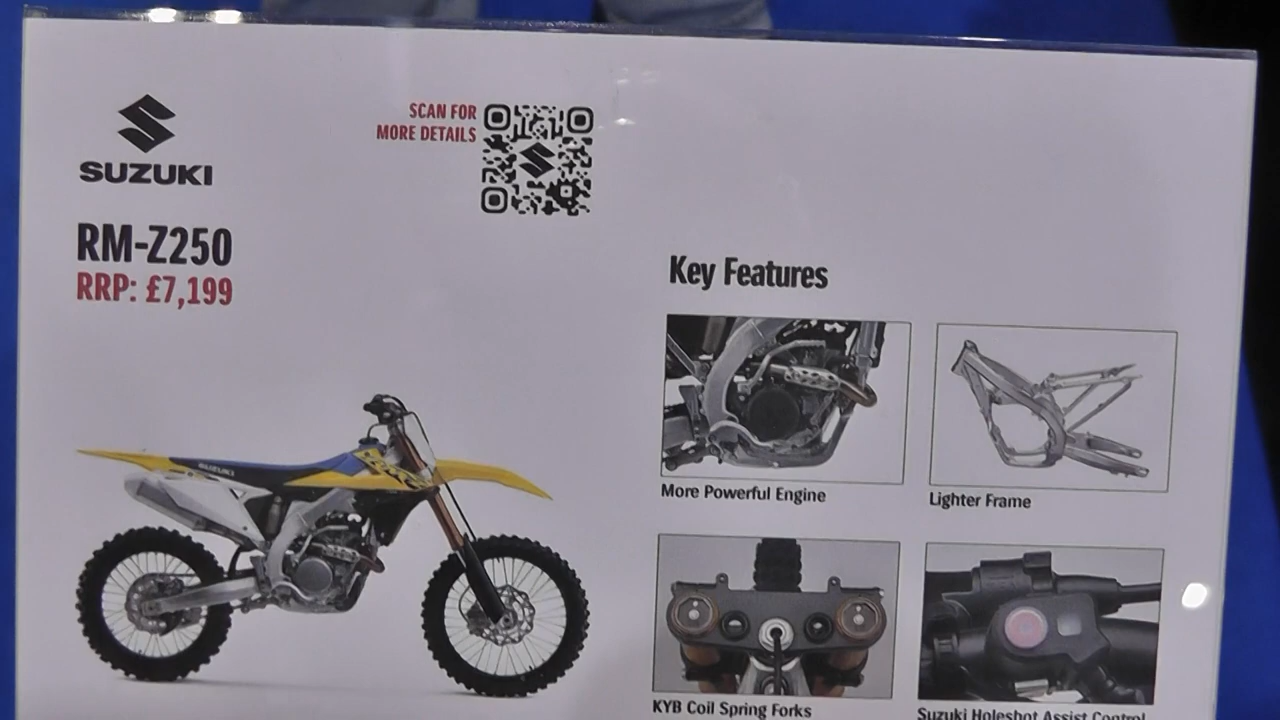 SCAN FOR
MORE DETAILS
SUZUKI
RM-Z250
RRP: £7,199
Key Features
More Powerful Engine
Lighter Frame
SUZUKI
KYB Coil Spring Forks
Suzuki Holeshot Assist Control